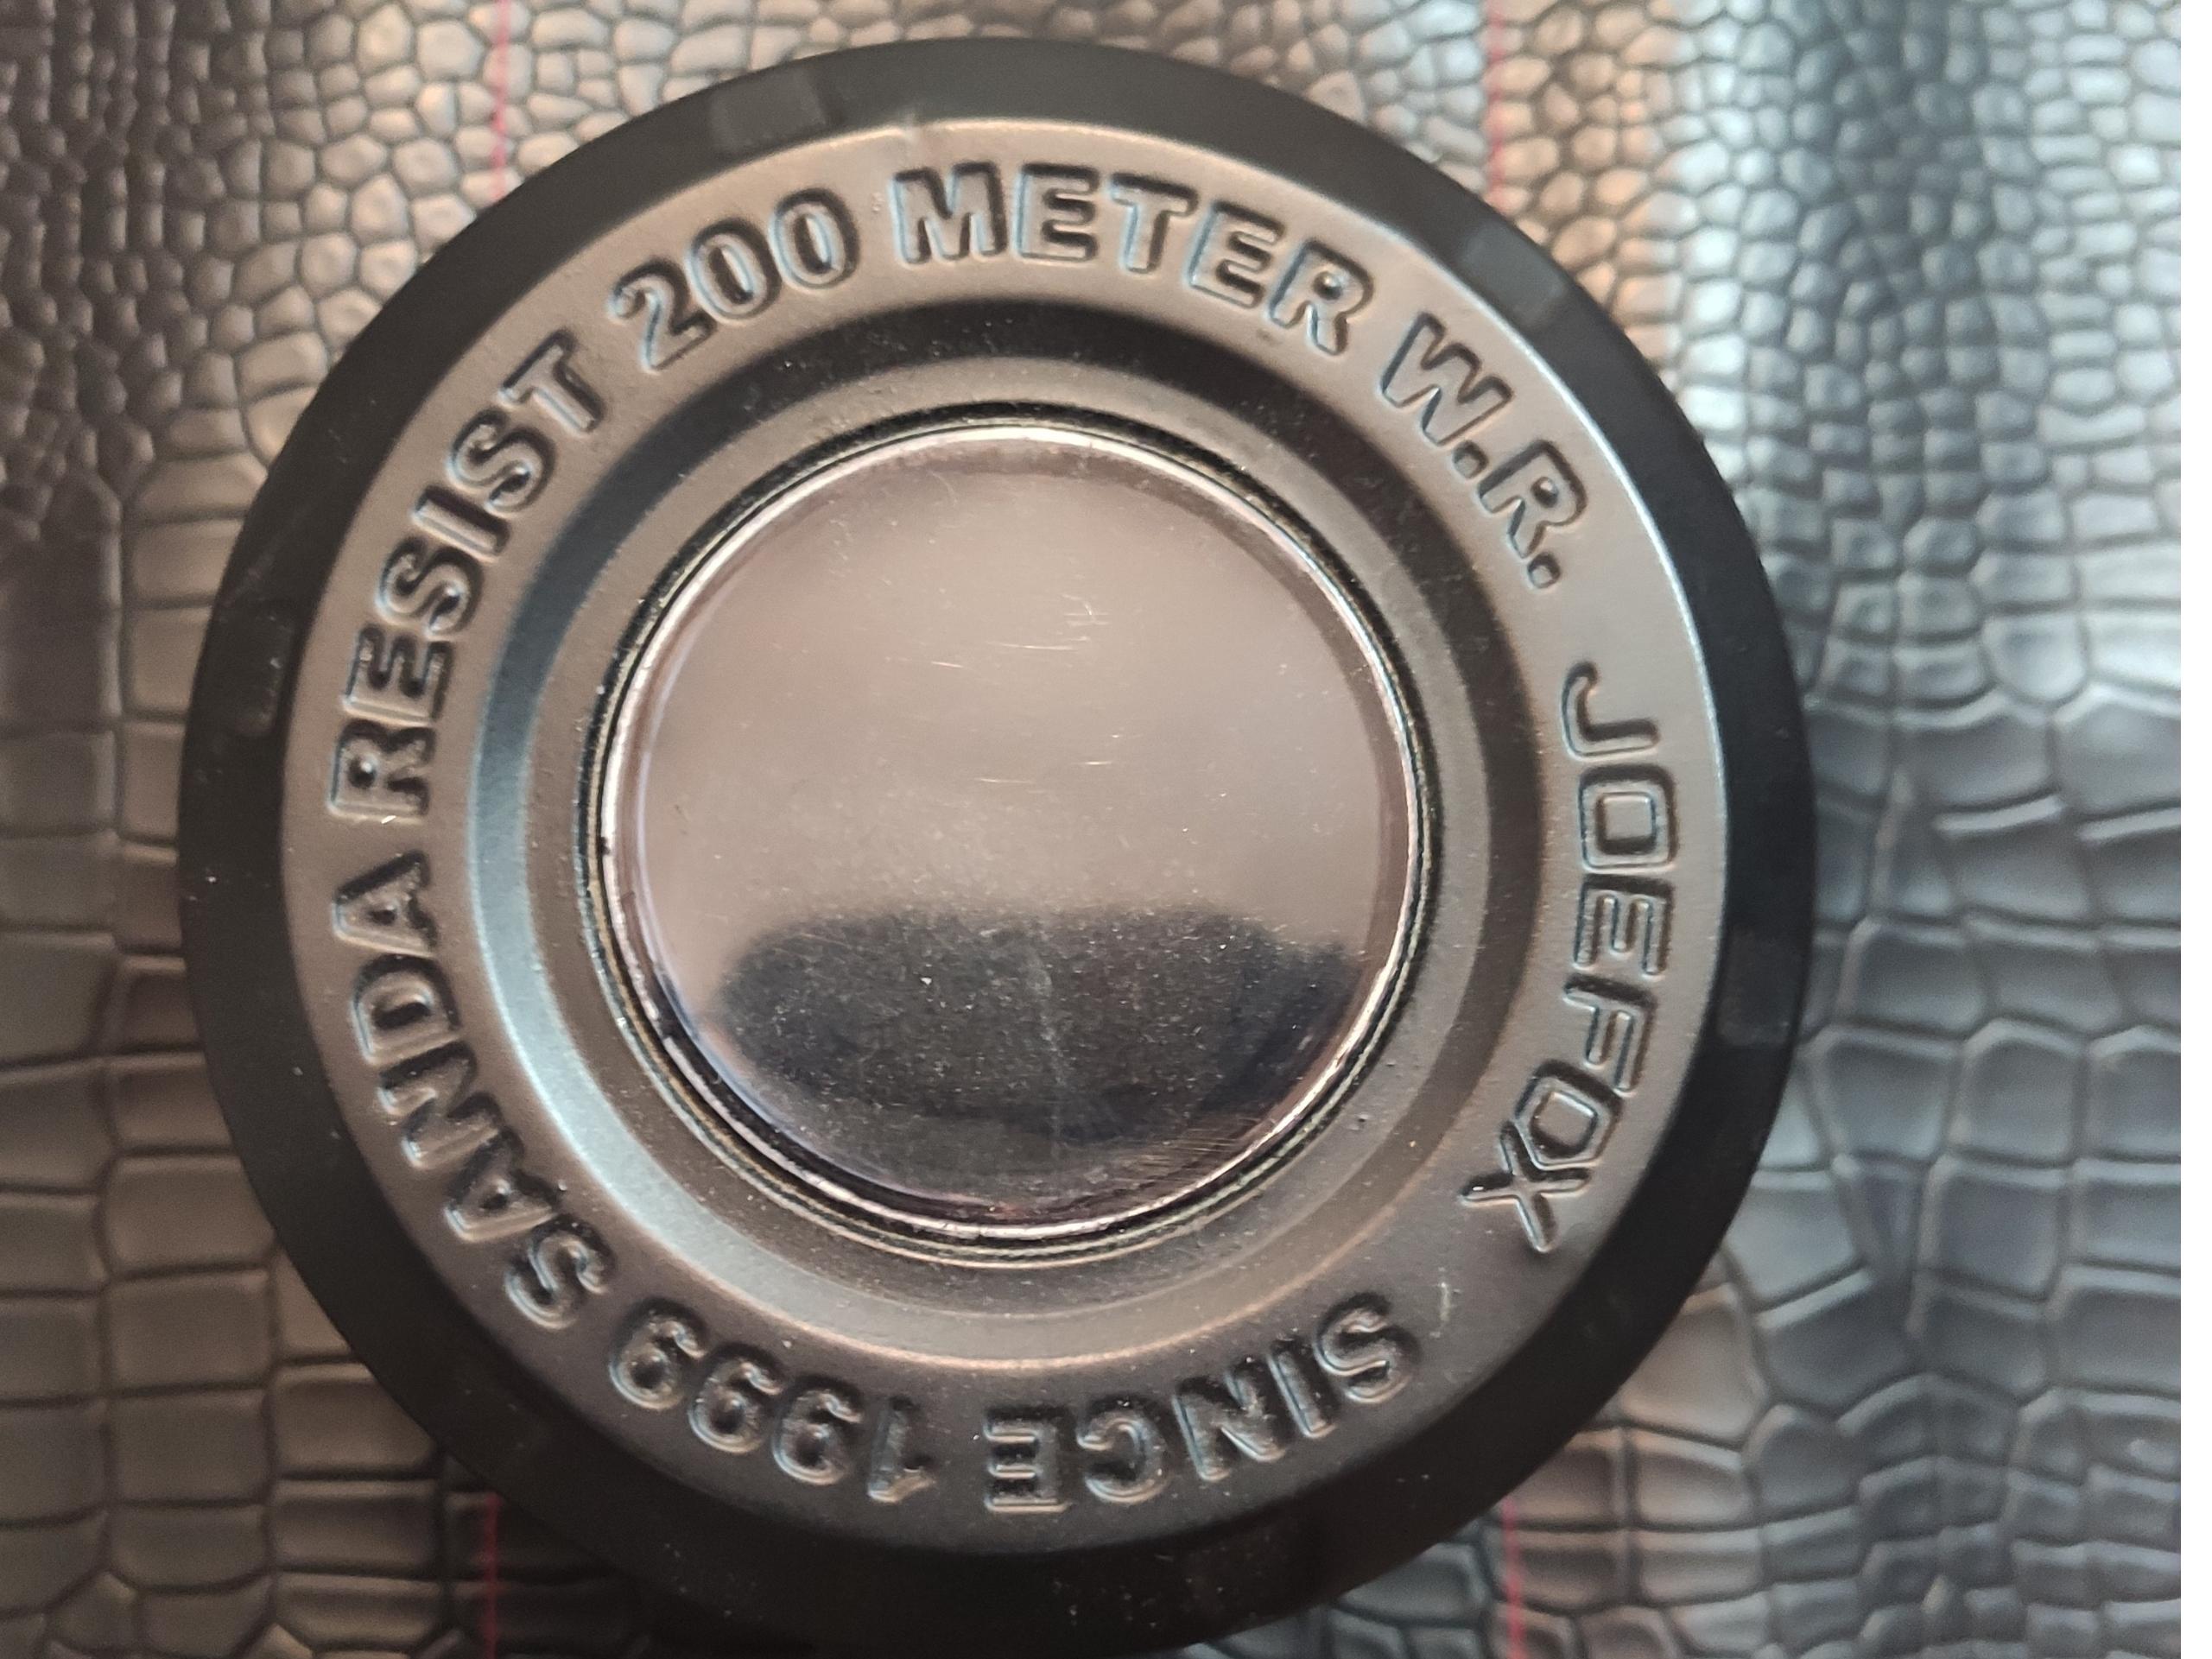 SANDA RESIST 200 METER W.R. JOEFOX SINCE 1999